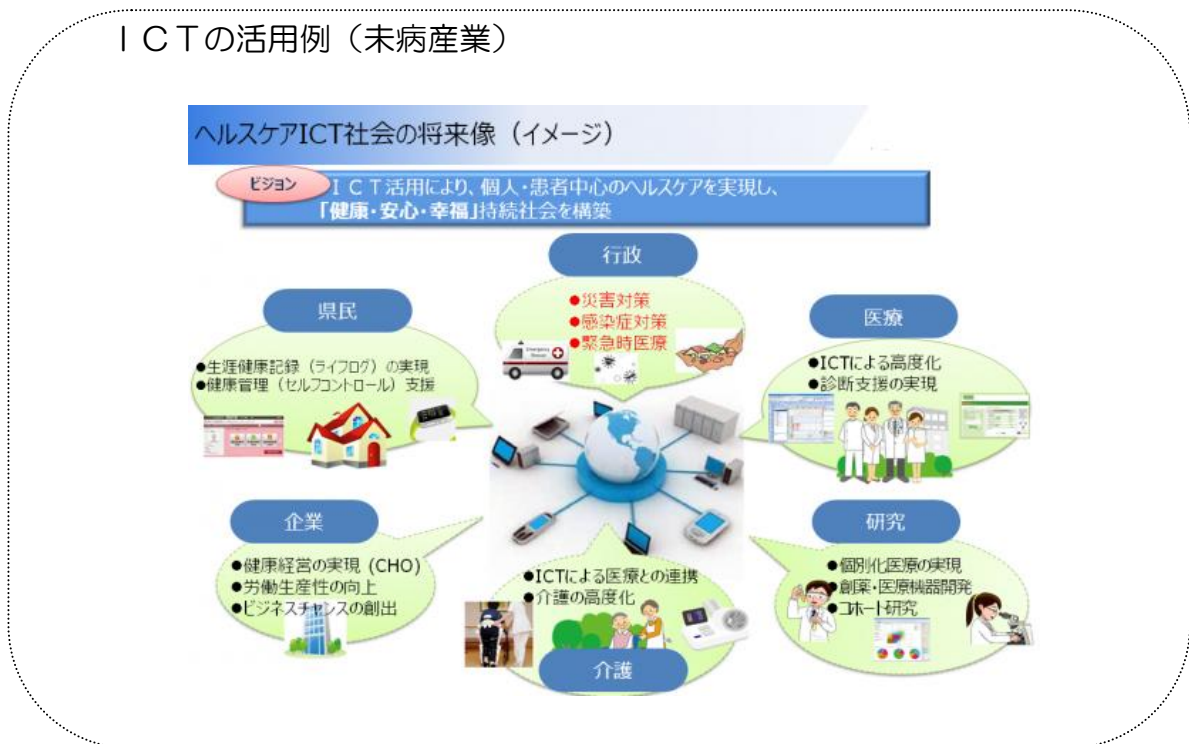 ＩＣＴの活用例（未病産業）
ヘルスケアICT社会の将来像（イメージ）
ビジョン
ＩＣＴ活用により、個人・患者中心のヘルスケアを実現し、
「健康・安心・幸福」持続社会を構築
行政
●災害対策
●感染症対策
●緊急時医療
県民
●生涯健康記録（ライフログ）の実現
●健康管理（セルフコントロール）支援
医療
●ICTによる高度化
●診断支援の実現
企業
●健康経営の実現 (CHO)
●労働生産性の向上
●ビジネスチャンスの創出
●ICTによる医療との連携
●介護の高度化
介護
研究
●個別化医療の実現
●創薬・医療機器開発
●コホート研究